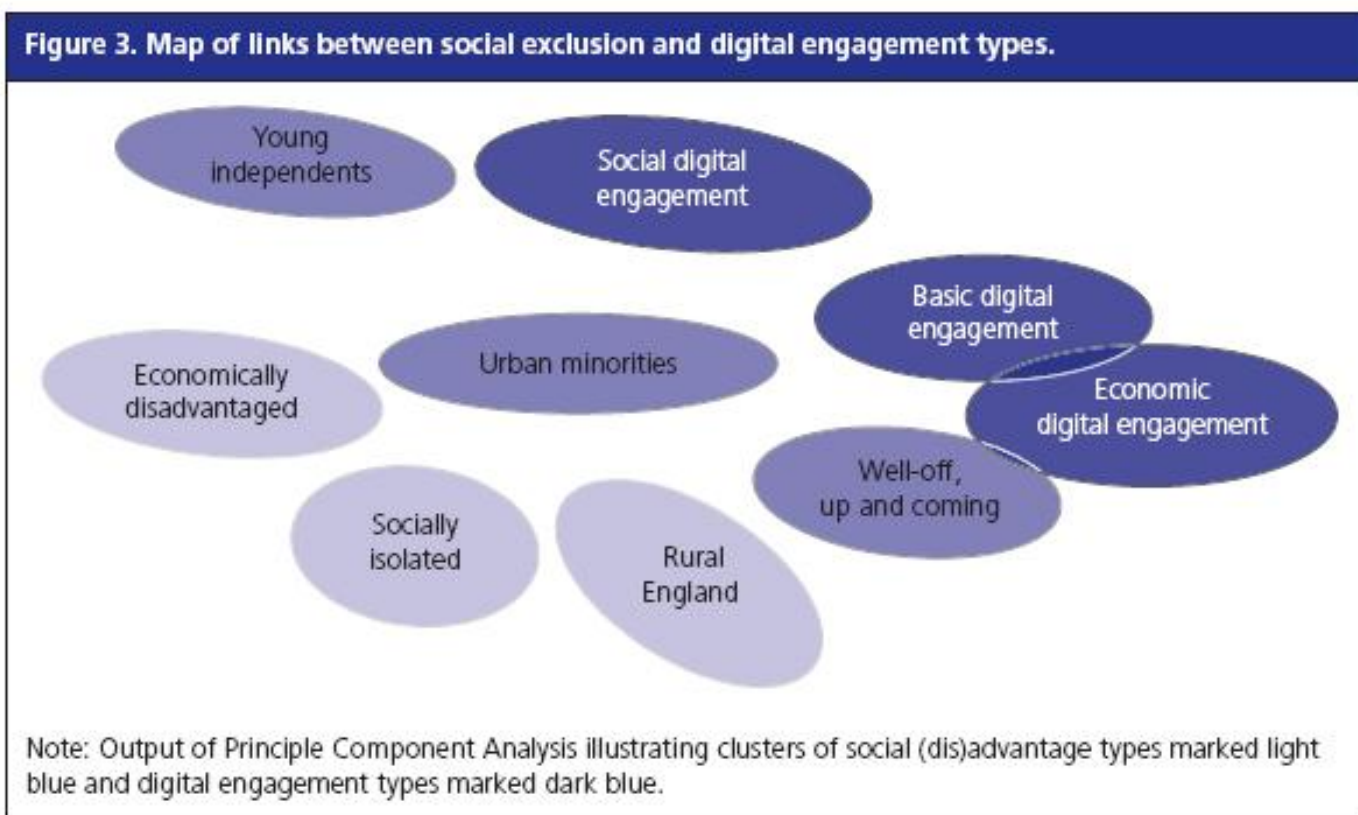 Figure 3. Map of links between social exclusion and digital engagement types.
Young
independents
Social digital
engagement
Basic digital
engagement
Urban minorities
Economically
disadvantaged
Economic
digital engagement
Well-off,
up and coming
Socially
isolated
Rural
England
Note: Output of Principle Component Analysis illustrating clusters of social (dis)advantage types marked light
blue and digital engagement types marked dark blue.